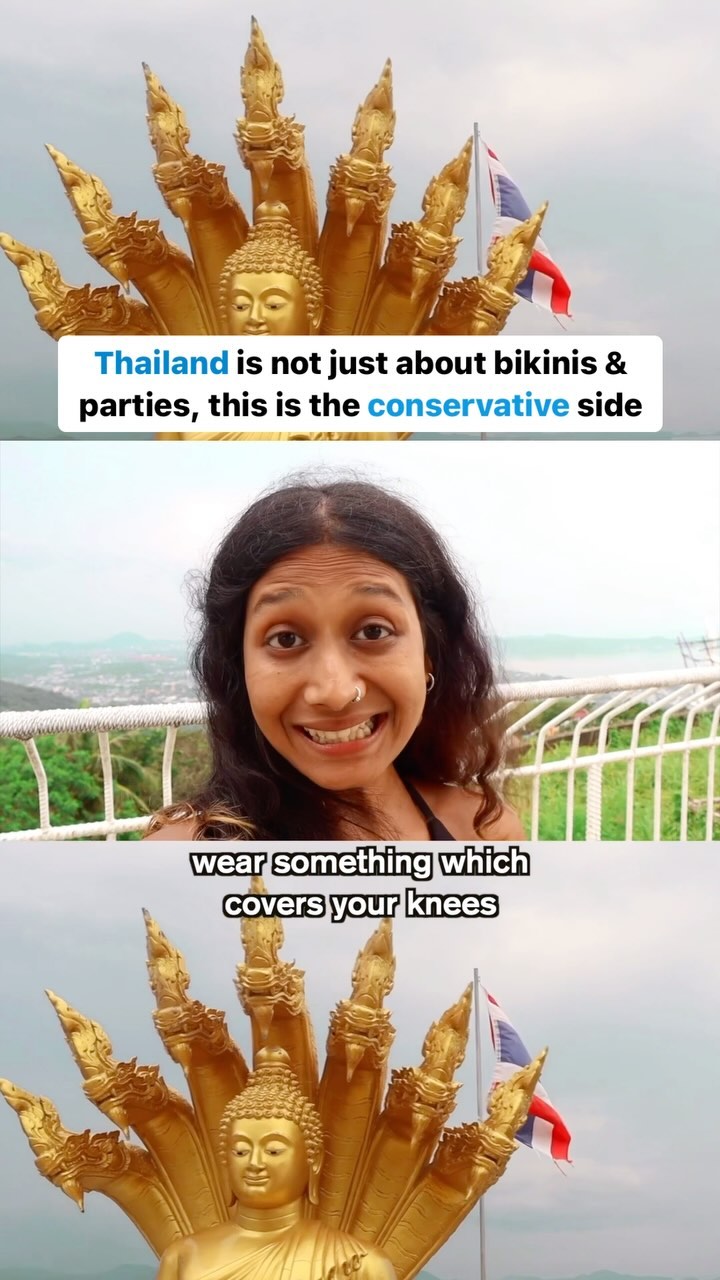 Thailand is not just about bikinis &
parties, this is the conservative side
wear something which
covers your knees